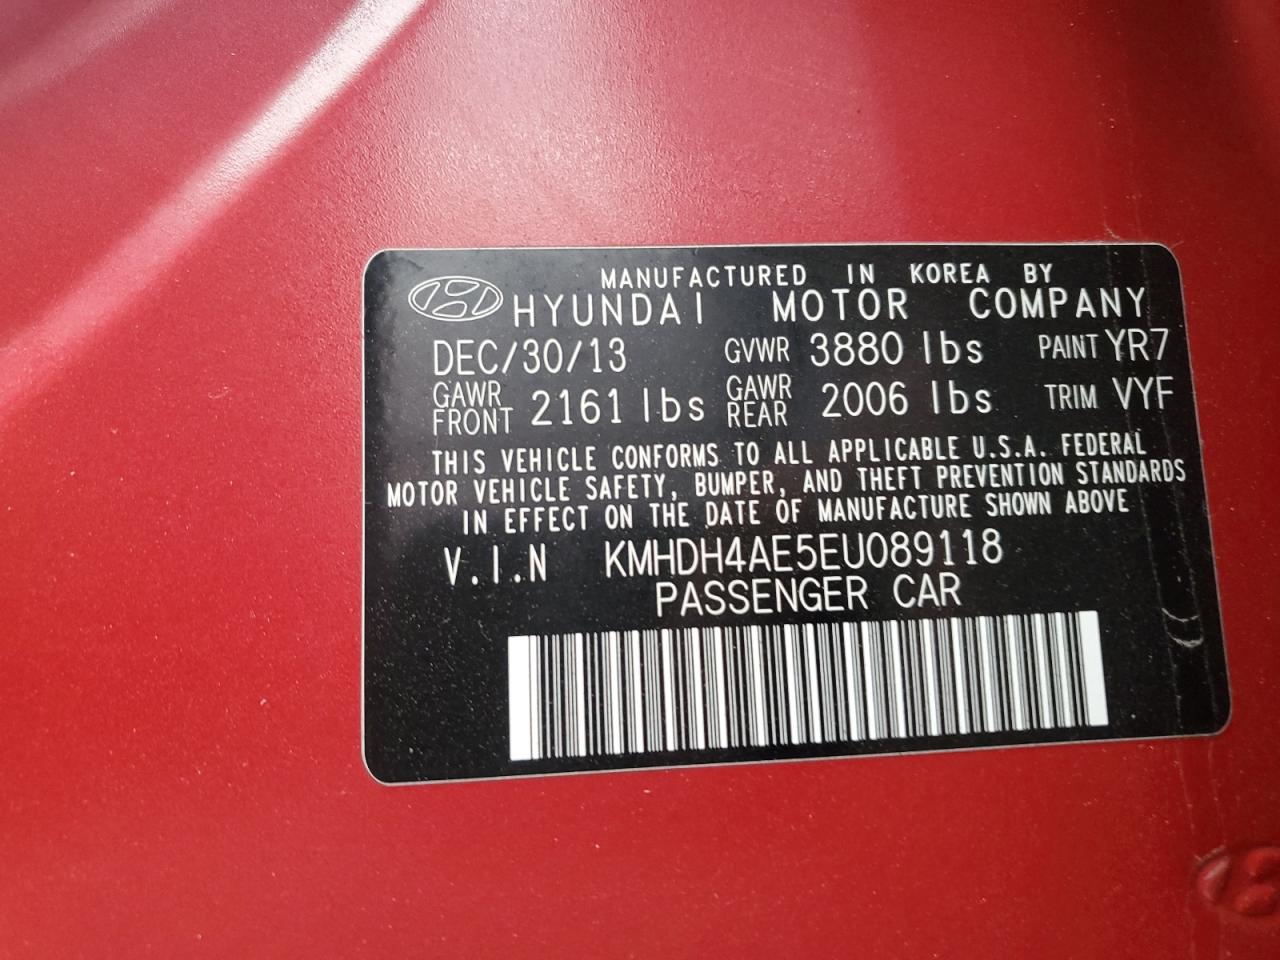 MANUFACTURED IN KOREA BY
HYUNDAI MOTOR COMPANY
DEC/30/13 GVWR 3880 lbs PAINT YR7
GAWR FRONT 2161 lbs GAWR REAR 2006 lbs TRIM VYF
THIS VEHICLE CONFORMS TO ALL APPLICABLE U.S.A. FEDERAL
MOTOR VEHICLE SAFETY, BUMPER, AND THEFT PREVENTION STANDARDS
IN EFFECT ON THE DATE OF MANUFACTURE SHOWN ABOVE
V.I.N KMHDH4AE5EU089118
PASSENGER CAR